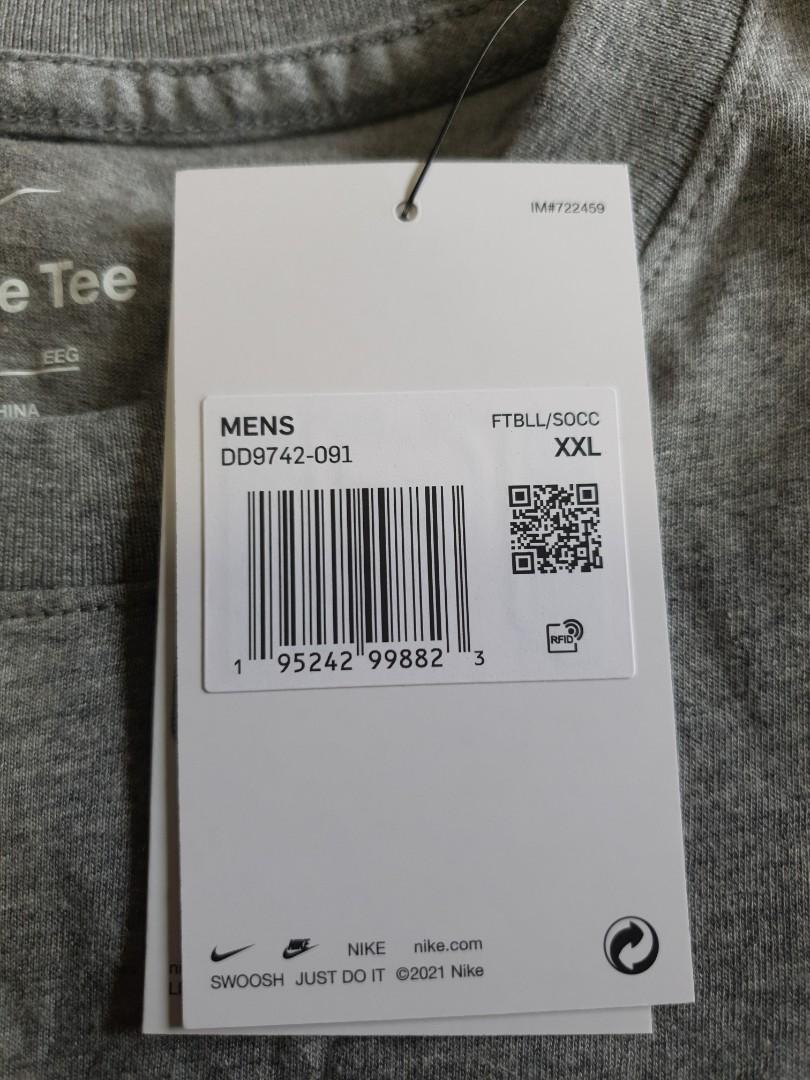 IM#722459
e Tee
EEG
HINA
MENS
FTBLL/SOCC
DD9742-091
XXL
RFID
1 95242 99882 3
NIKE
NIKE
nike.com
SWOOSH JUST DO IT ©2021 Nike